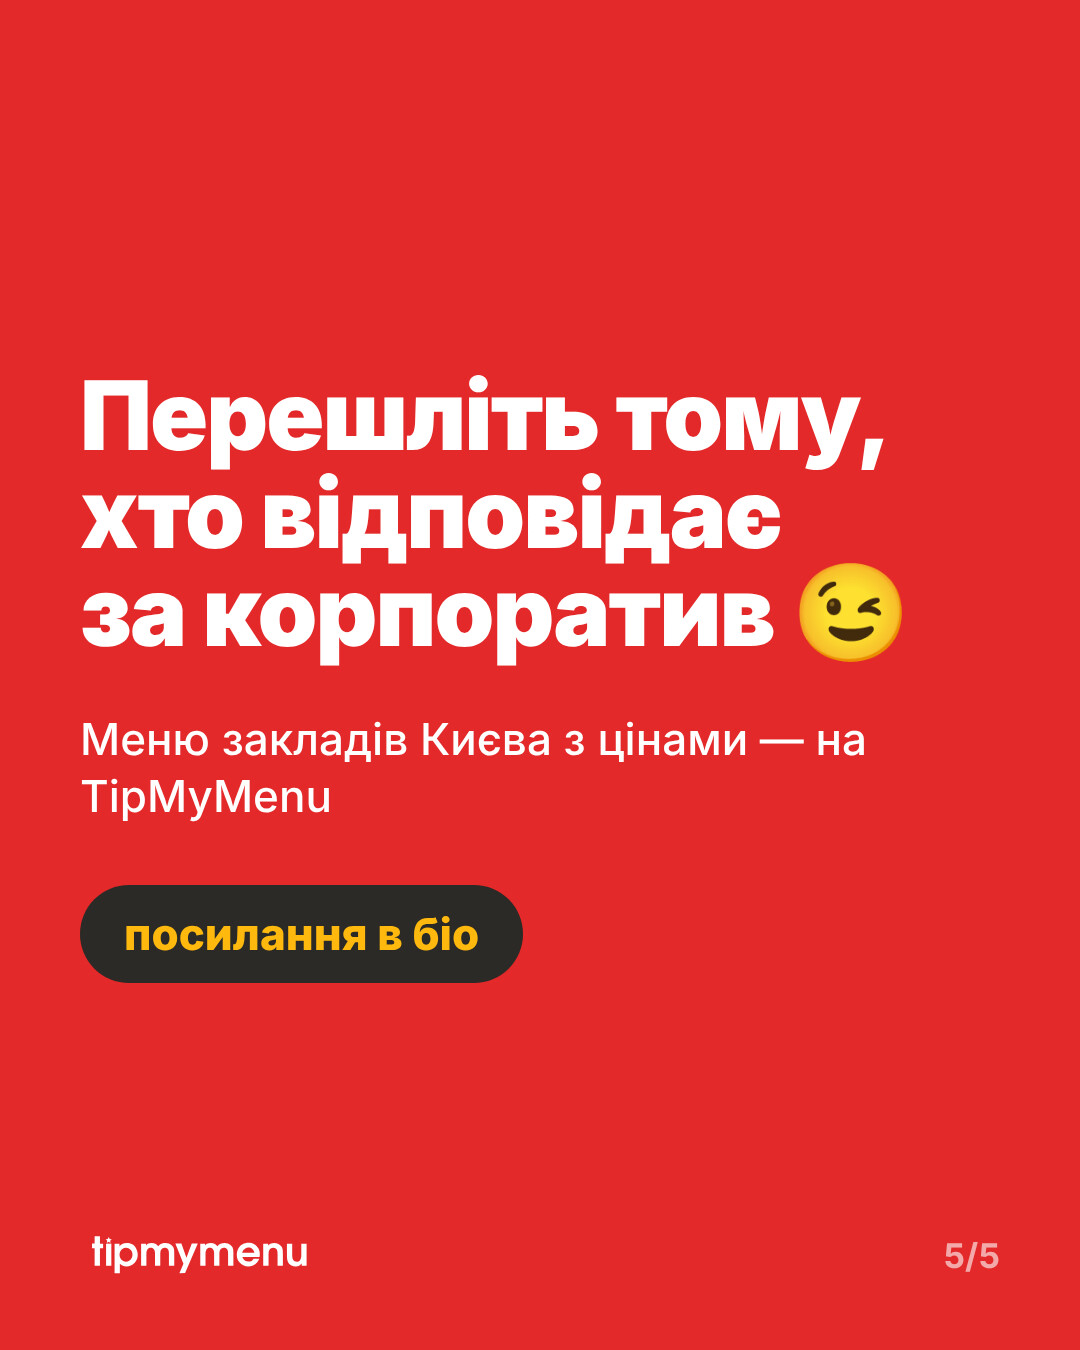 Перешліть тому,
хто відповідає
за корпоратив 😉
Меню закладів Києва з цінами — на
TipMyMenu
посилання в біо
tipmymenu
5/5